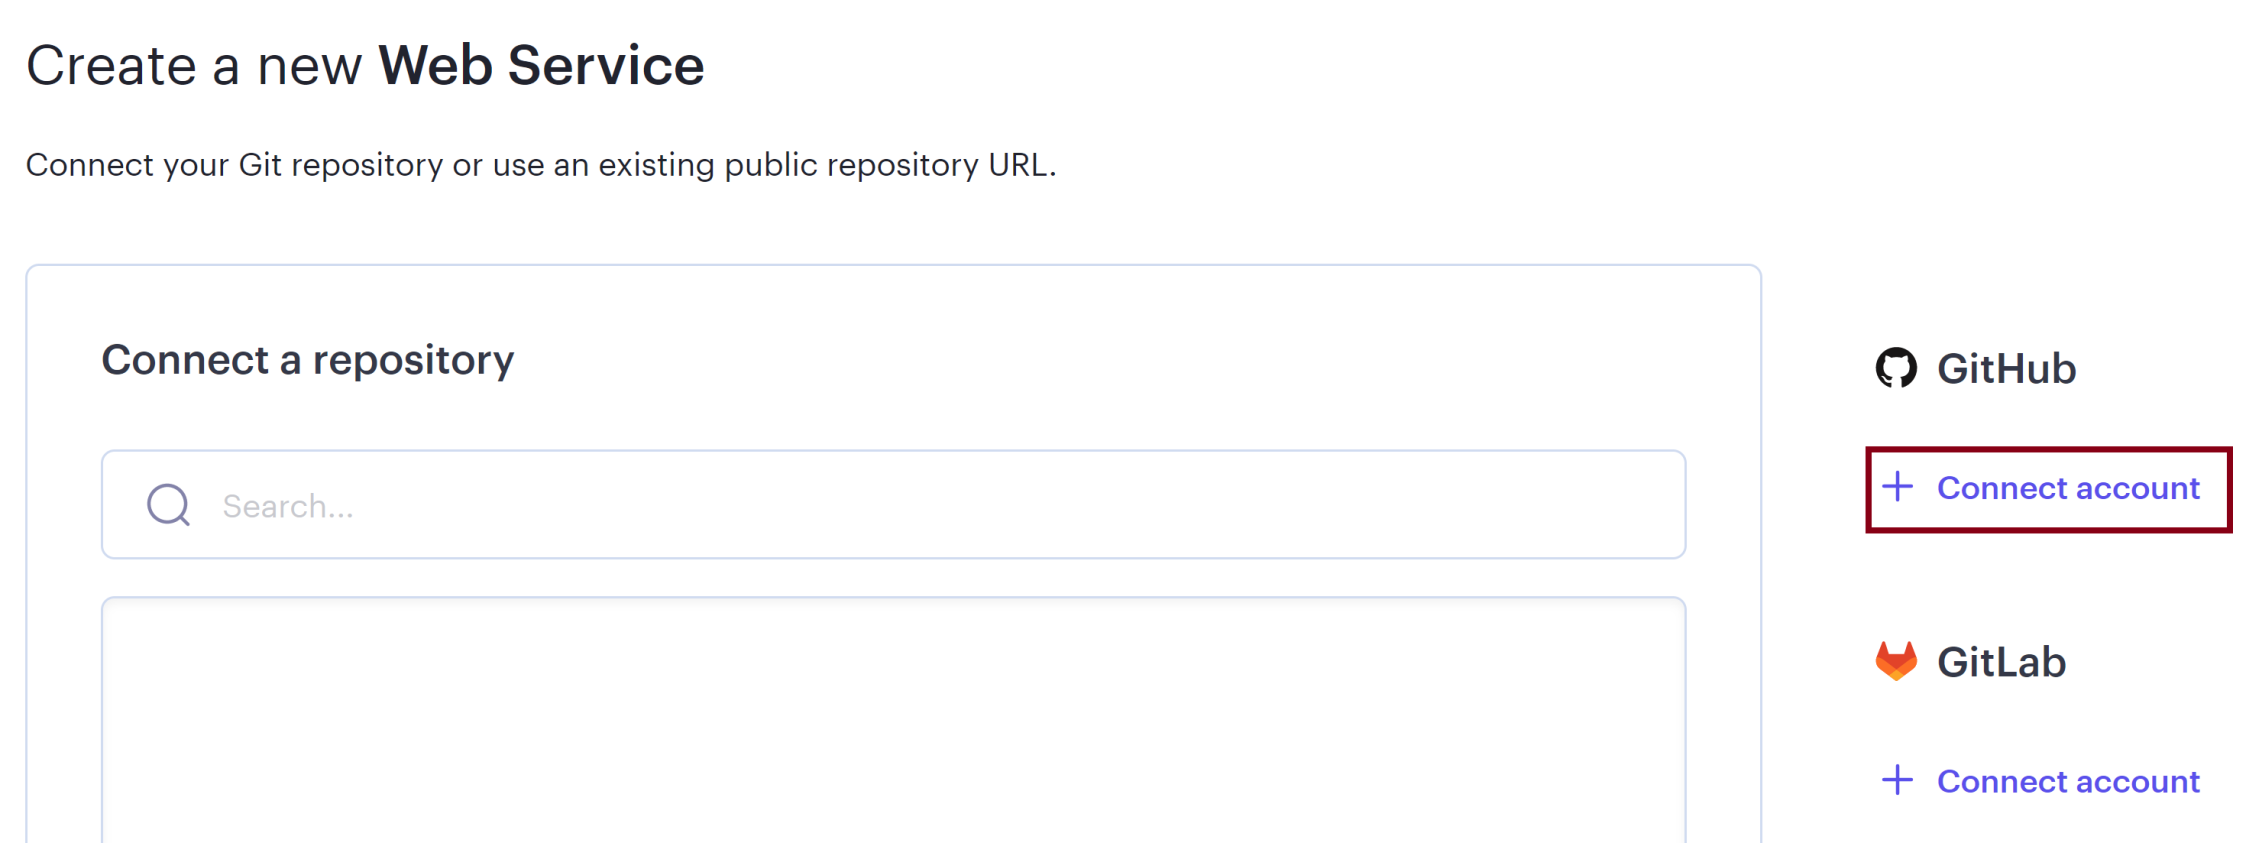 Create a new Web Service
Connect your Git repository or use an existing public repository URL.
Connect a repository
Search...
GitHub
Connect account
GitLab
Connect account